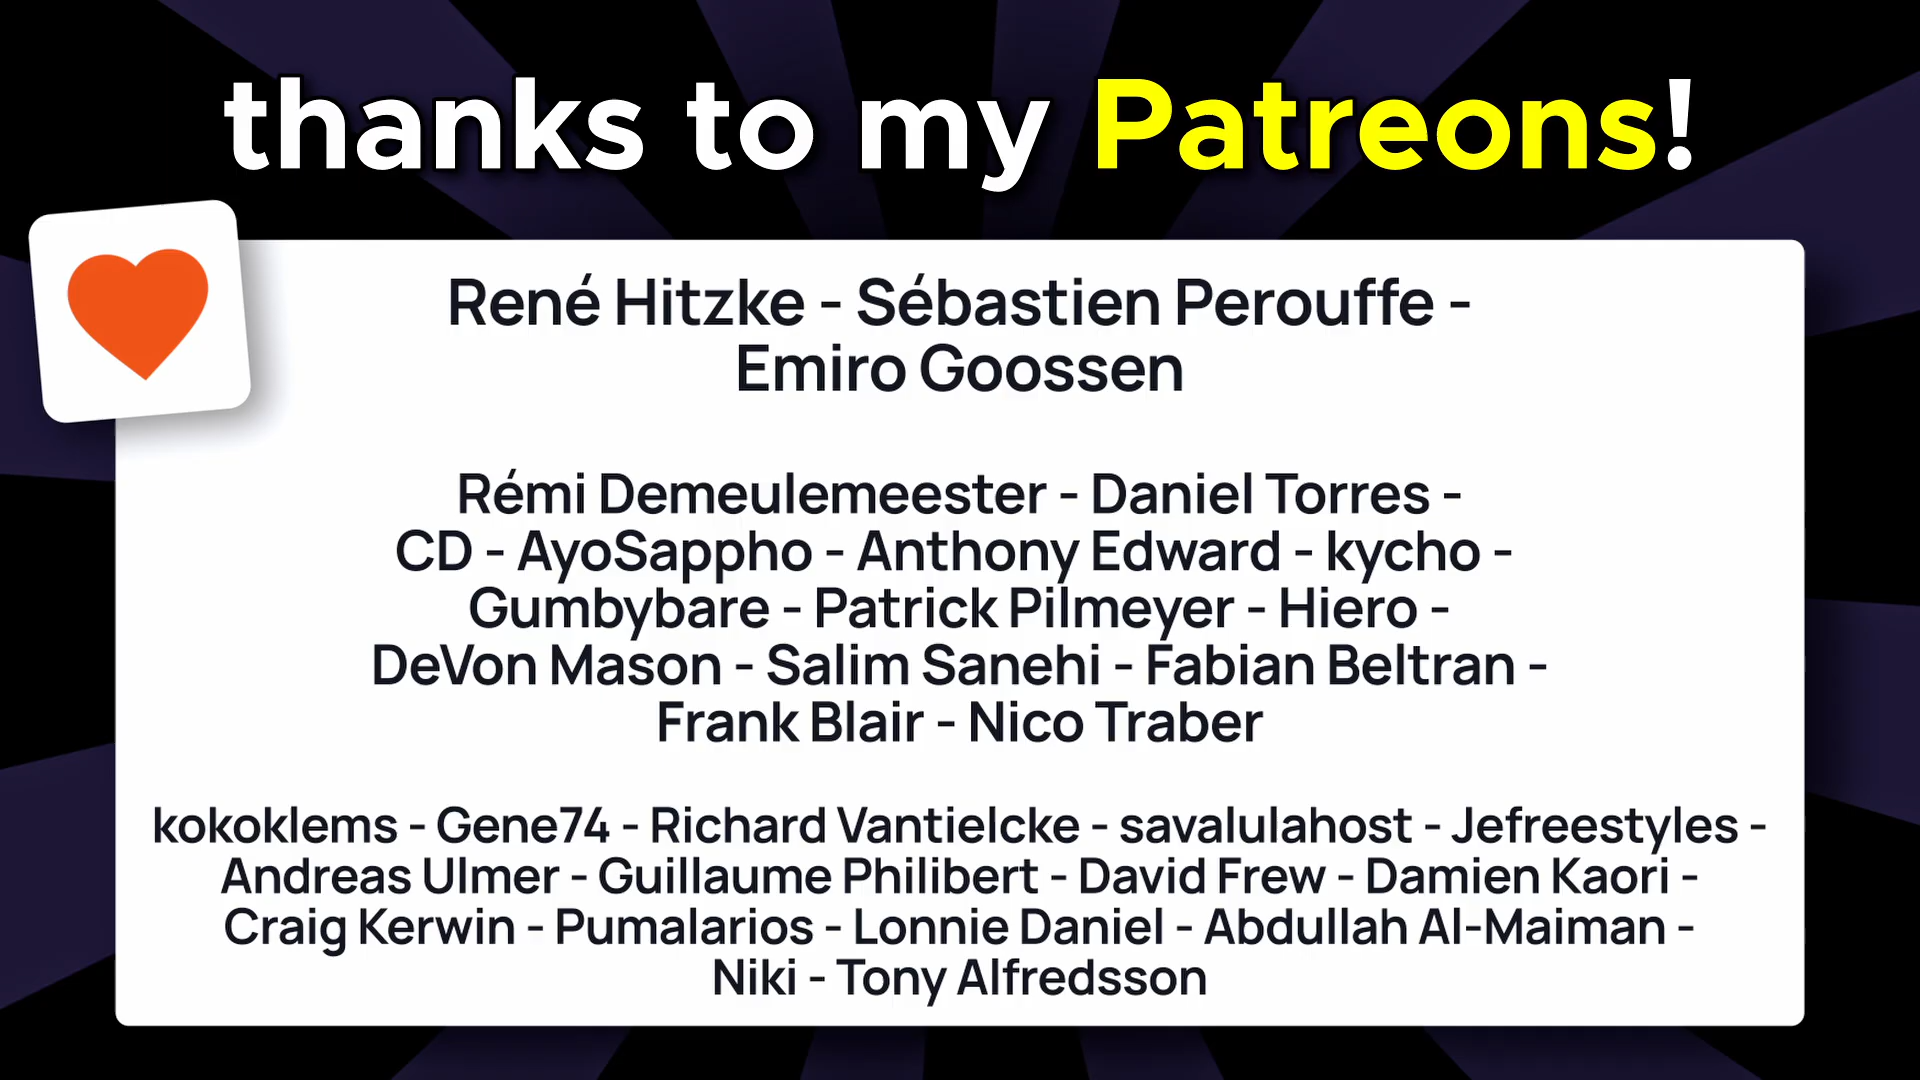 thanks to my Patreons!
René Hitzke - Sébastien Perouffe -
Emiro Goossen
Rémi Demeulemeester - Daniel Torres -
CD - AyoSappho - Anthony Edward - kycho -
Gumbybare - Patrick Pilmeyer - Hiero -
DeVon Mason - Salim Sanehi - Fabian Beltran -
Frank Blair - Nico Traber
kokoklems - Gene74 - Richard Vantielcke - savalulahost - Jefreestyles -
Andreas Ulmer - Guillaume Philibert - David Frew - Damien Kaori -
Craig Kerwin - Pumalarios - Lonnie Daniel - Abdullah Al-Maiman -
Niki - Tony Alfredsson